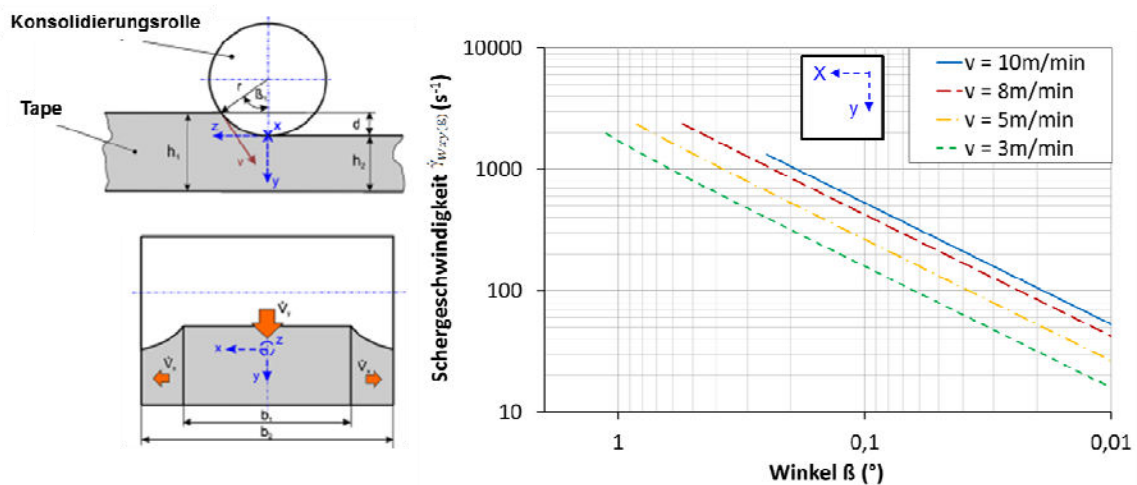 Konsolidierungsrolle
Tape
r
ß
z
x
v
y
h₁
d
h₂
V̇y
z
x
y
V̇x
V̇x
b₁
b₂
Schergeschwindigkeit γ̇Wxy(ß) (s⁻¹)
10000
1000
100
10
X
y
v = 10m/min
v = 8m/min
v = 5m/min
v = 3m/min
1
0,1
0,01
Winkel ß (°)